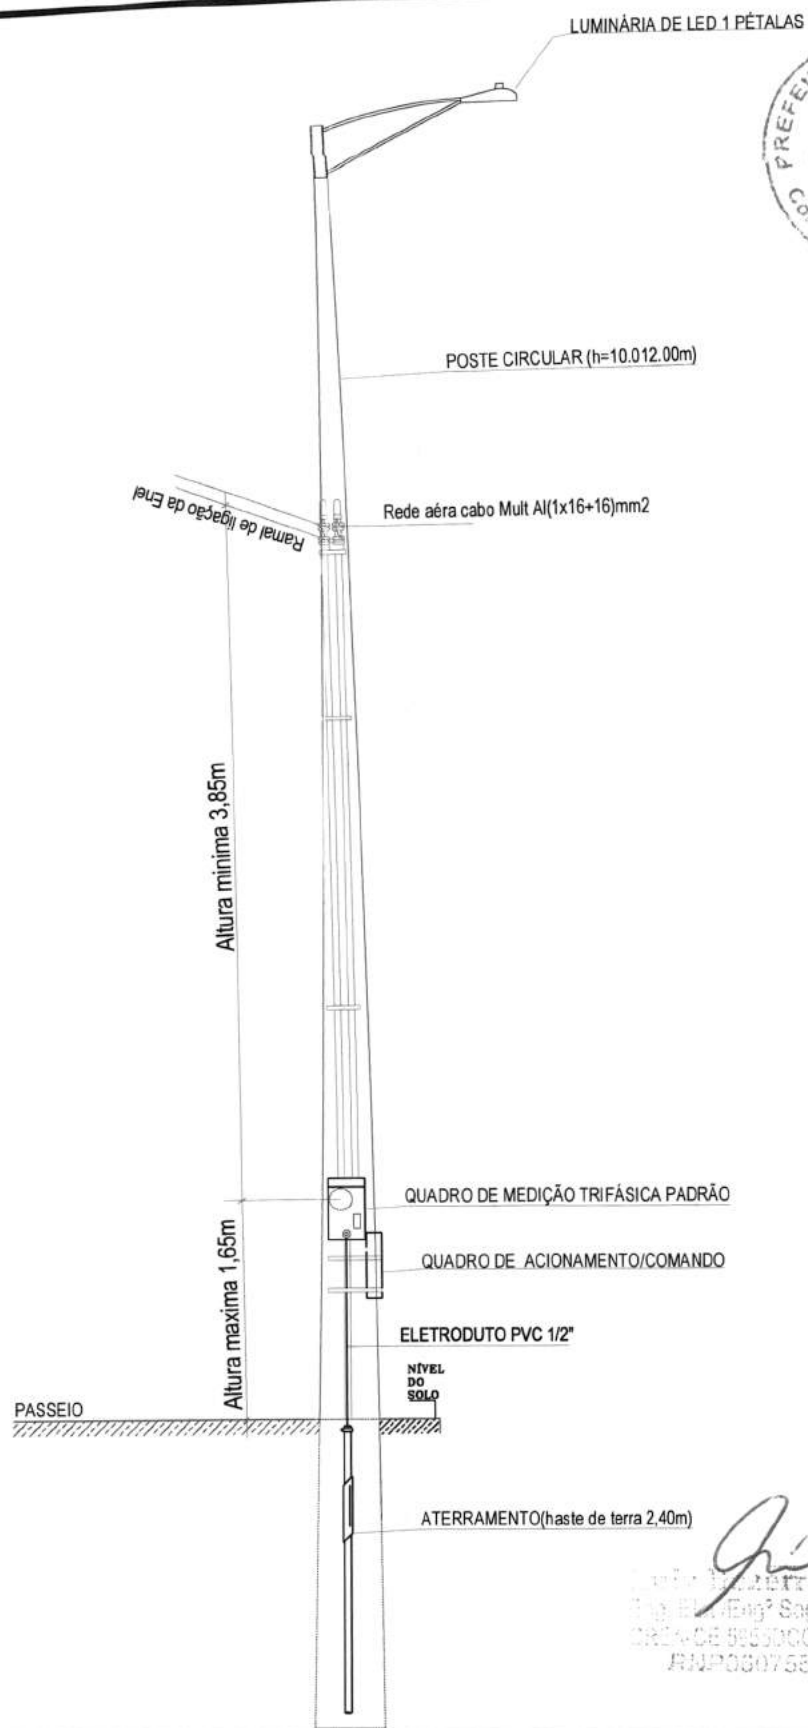 LUMINÁRIA DE LED 1 PÉTALAS
PREFEI
CO
POSTE CIRCULAR (h=10.012.00m)
Ramal de ligação da Enel
Rede aéra cabo Mult Al(1x16+16)mm2
Altura minima 3,85m
QUADRO DE MEDIÇÃO TRIFÁSICA PADRÃO
Altura maxima 1,65m
QUADRO DE ACIONAMENTO/COMANDO
ELETRODUTO PVC 1/2"
NÍVEL
DO
SOLO
PASSEIO
ATERRAMENTO(haste de terra 2,40m)